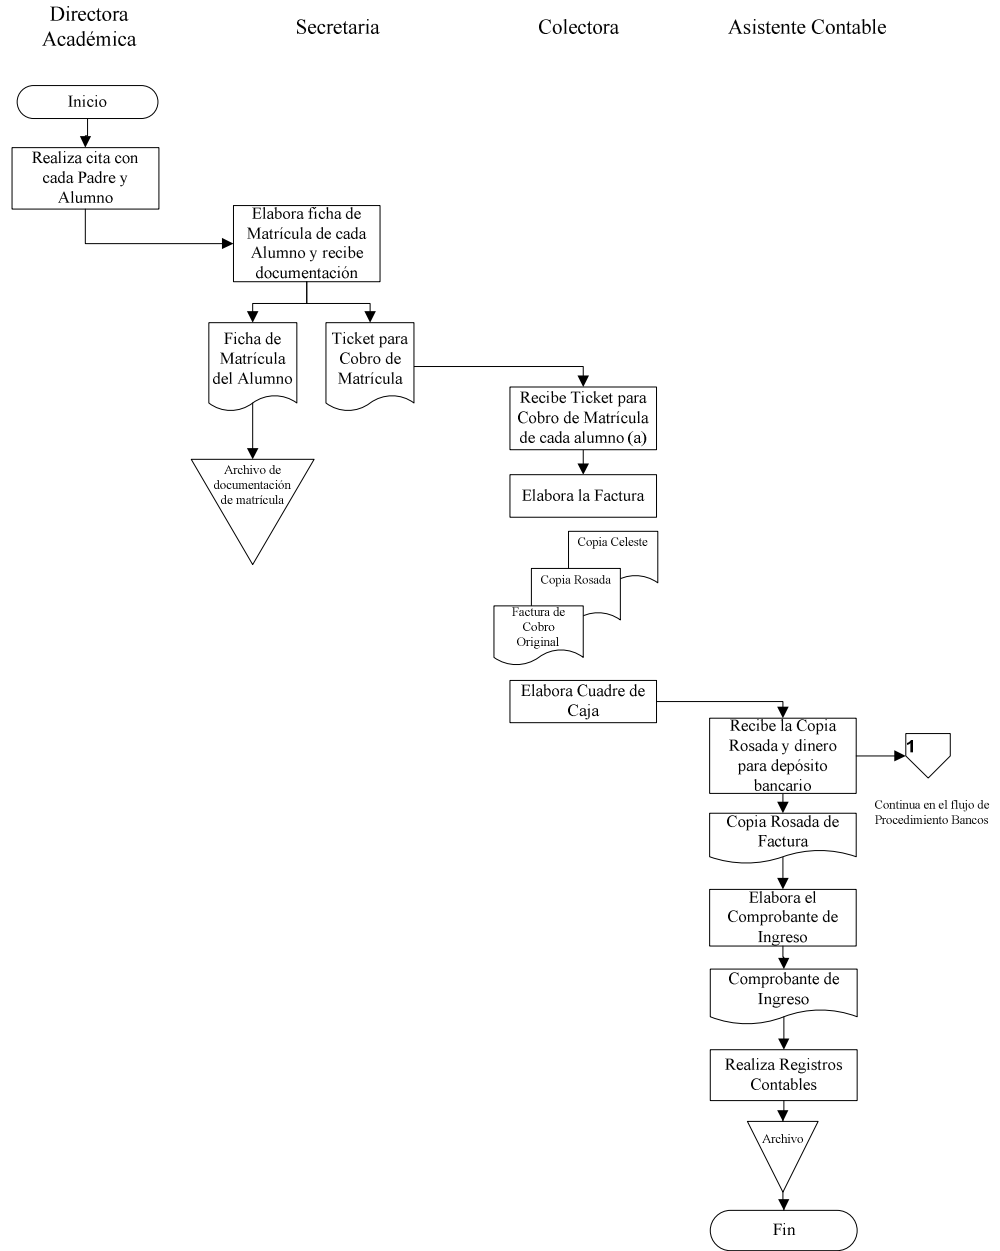 Directora
Académica
Secretaria
Colectora
Asistente Contable
Inicio
Realiza cita con
cada Padre y
Alumno
Elabora ficha de
Matrícula de cada
Alumno y recibe
documentación
Ficha de
Matrícula
del Alumno
Ticket para
Cobro de
Matrícula
Archivo de
documentación
de matrícula
Recibe Ticket para
Cobro de Matrícula
de cada alumno (a)
Elabora la Factura
Copia Celeste
Copia Rosada
Factura de
Cobro
Original
Elabora Cuadre de
Caja
Recibe la Copia
Rosada y dinero
para depósito
bancario
1
Continua en el flujo de
Procedimiento Bancos
Copia Rosada de
Factura
Elabora el
Comprobante de
Ingreso
Comprobante de
Ingreso
Realiza Registros
Contables
Archivo
Fin